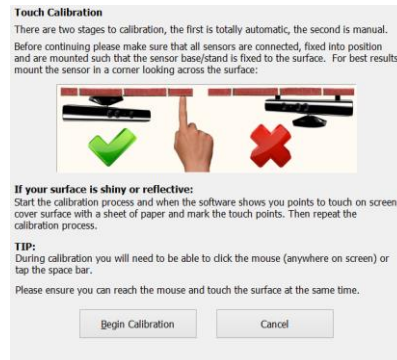 Touch Calibration
There are two stages to calibration, the first is totally automatic, the second is manual.
Before continuing please make sure that all sensors are connected, fixed into position
and are mounted such that the sensor base/stand is fixed to the surface. For best results
mount the sensor in a corner looking across the surface:
If your surface is shiny or reflective:
Start the calibration process and when the software shows you points to touch on screen
cover surface with a sheet of paper and mark the touch points. Then repeat the
calibration process.
TIP:
During calibration you will need to be able to click the mouse (anywhere on screen) or
tap the space bar.
Please ensure you can reach the mouse and touch the surface at the same time.
Begin Calibration Cancel